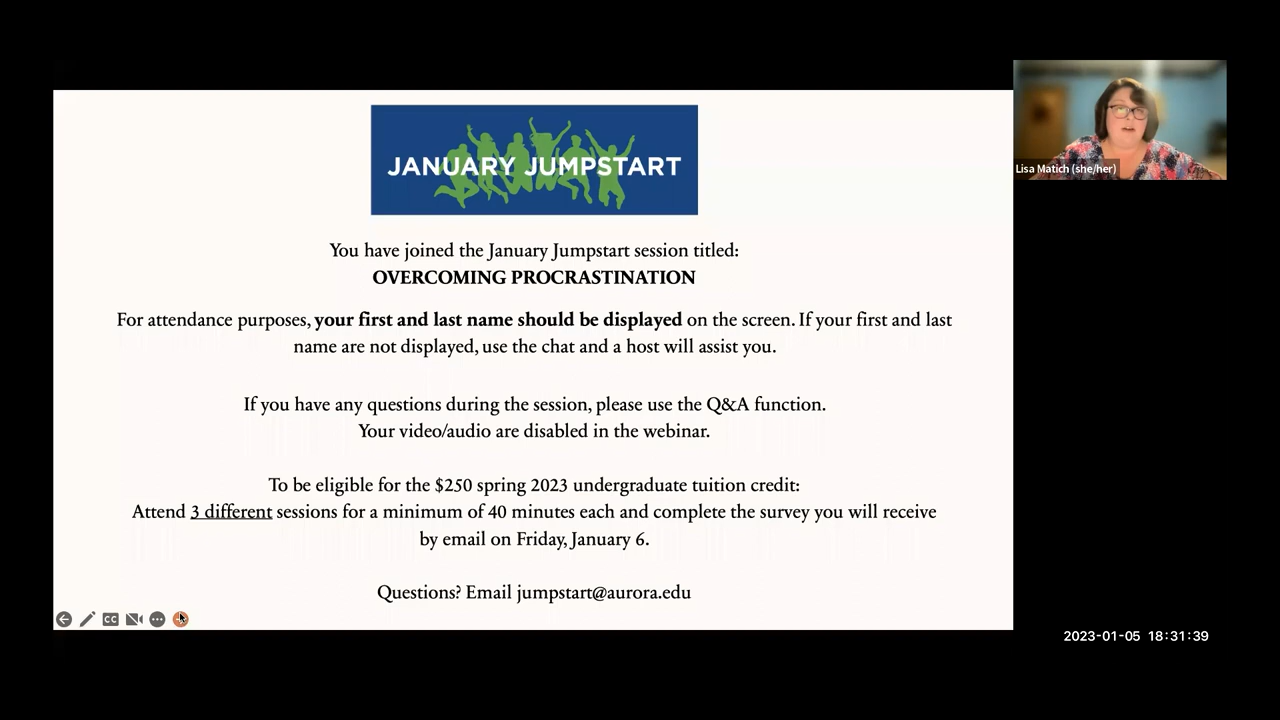 JANUARY JUMPSTART
You have joined the January Jumpstart session titled:
OVERCOMING PROCRASTINATION
For attendance purposes, your first and last name should be displayed on the screen. If your first and last
name are not displayed, use the chat and a host will assist you.
If you have any questions during the session, please use the Q&A function.
Your video/audio are disabled in the webinar.
To be eligible for the $250 spring 2023 undergraduate tuition credit:
Attend 3 different sessions for a minimum of 40 minutes each and complete the survey you will receive
by email on Friday, January 6.
Questions? Email jumpstart@aurora.edu
CC
Lisa Matich (she/her)
2023-01-05 18:31:39